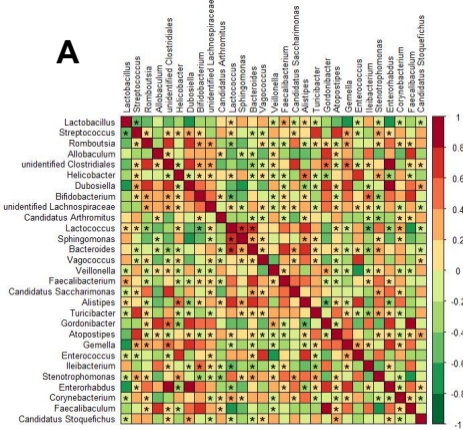 A
Lactobacillus
Streptococcus
Romboutsia
Allobaculum
unidentified Clostridiales
Helicobacter
Dubosiella
Bifidobacterium
unidentified Lachnospiraceae
Candidatus Arthromitus
Lactococcus
Sphingomonas
Bacteroides
Vagococcus
Veillonella
Faecalibacterium
Candidatus Saccharimonas
Alistipes
Turicibacter
Gordonibacter
Atopostipes
Gemella
Enterococcus
Ileibacterium
Stenotrophomonas
Enterorhabdus
Corynebacterium
Faecalibaculum
Candidatus Stoquefichus
Lactobacillus
Streptococcus
Romboutsia
Allobaculum
unidentified Clostridiales
Helicobacter
Dubosiella
Bifidobacterium
unidentified Lachnospiraceae
Candidatus Arthromitus
Lactococcus
Sphingomonas
Bacteroides
Vagococcus
Veillonella
Faecalibacterium
Candidatus Saccharimonas
Alistipes
Turicibacter
Gordonibacter
Atopostipes
Gemella
Enterococcus
Ileibacterium
Stenotrophomonas
Enterorhabdus
Corynebacterium
Faecalibaculum
Candidatus Stoquefichus
1
0.8
0.6
0.4
0.2
0
-0.2
-0.4
-0.6
-0.8
-1